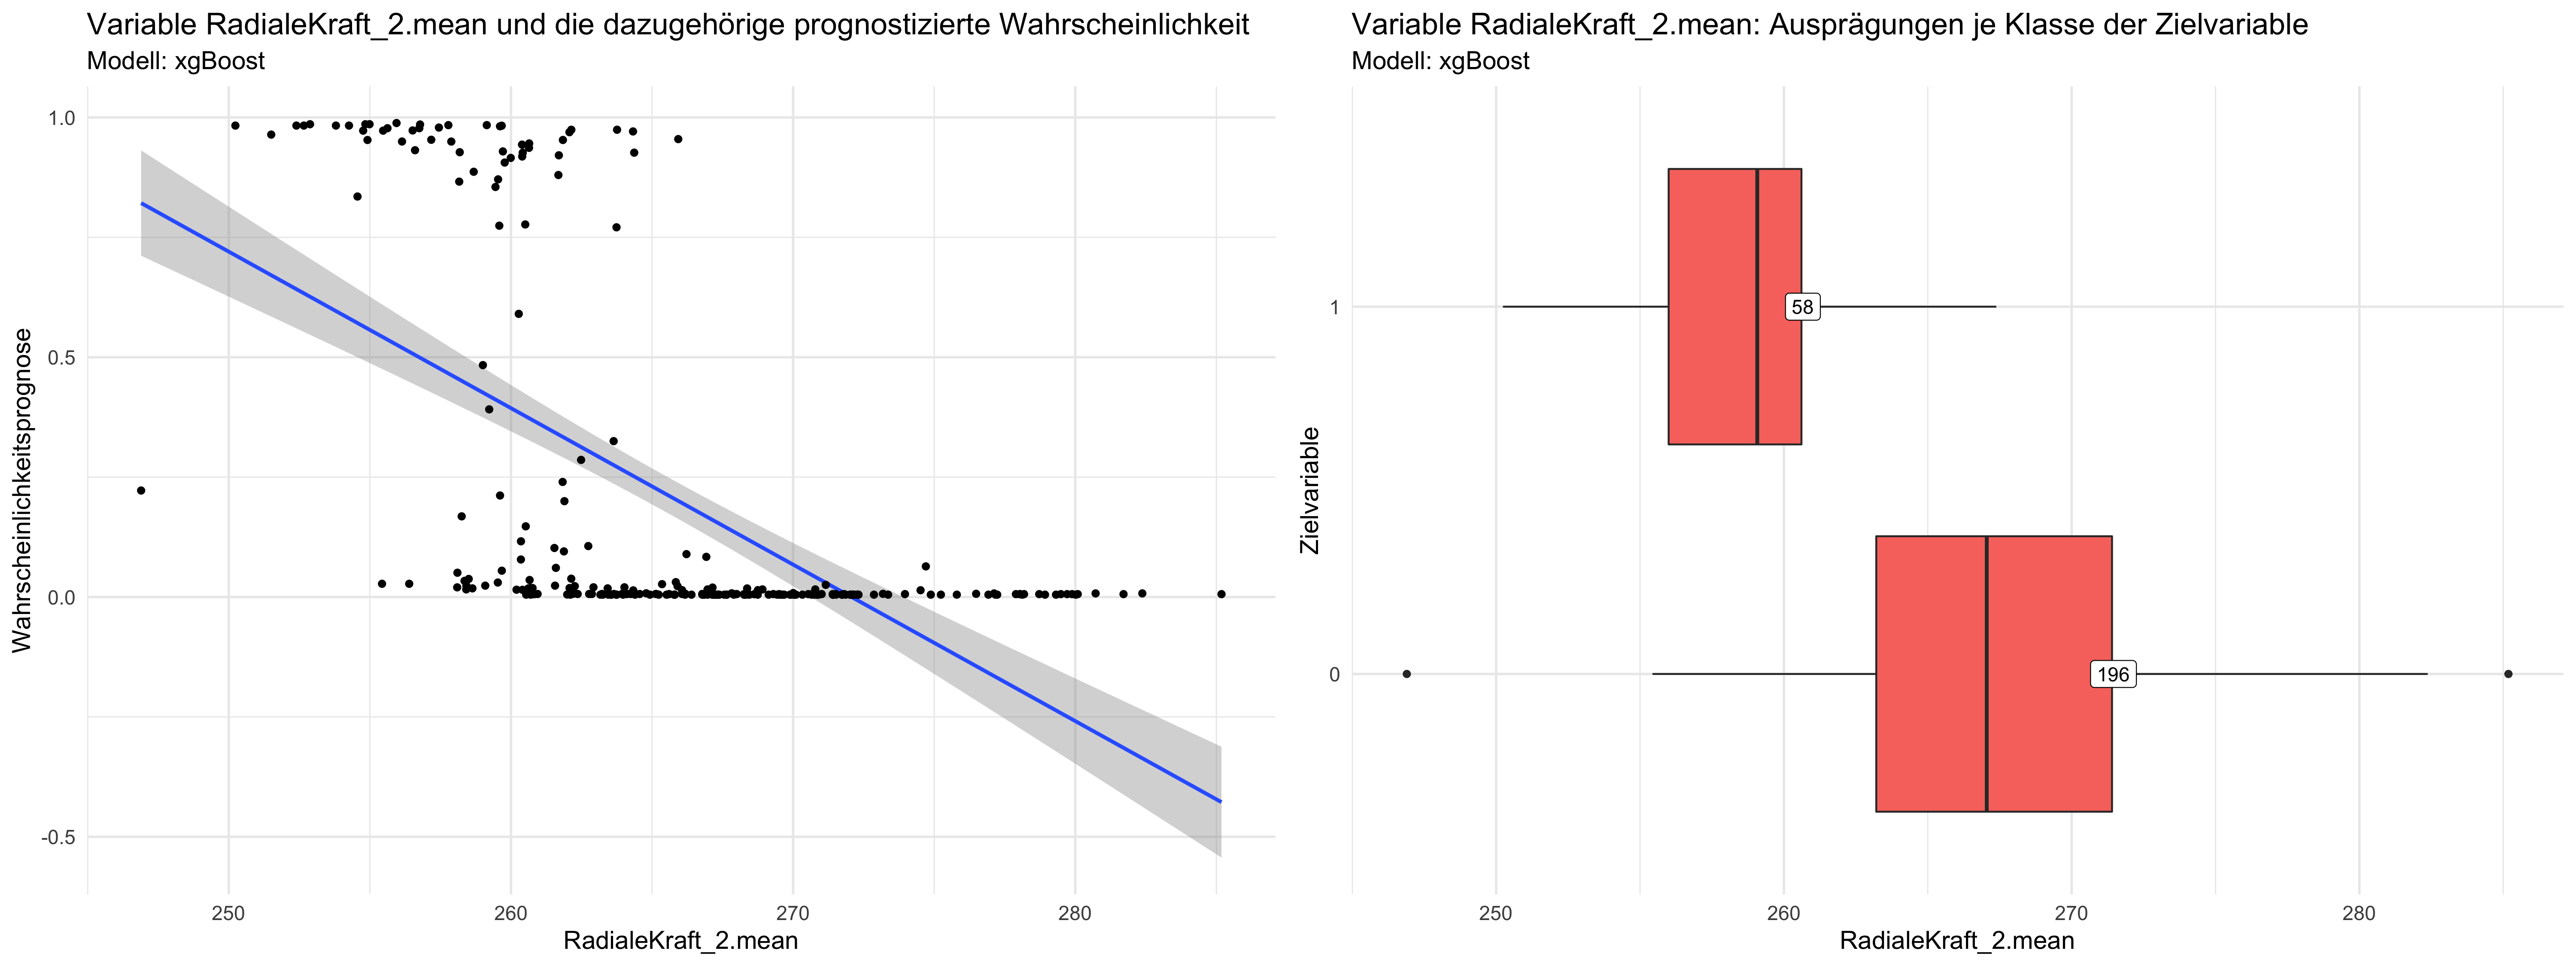 Variable RadialeKraft_2.mean und die dazugehörige prognostizierte Wahrscheinlichkeit
Modell: xgBoost
1.0
0.5
0.0
-0.5
Wahrscheinlichkeitsprognose
250 260 270 280
RadialeKraft_2.mean
Variable RadialeKraft_2.mean: Ausprägungen je Klasse der Zielvariable
Modell: xgBoost
1
0
Zielvariable
58
196
250 260 270 280
RadialeKraft_2.mean